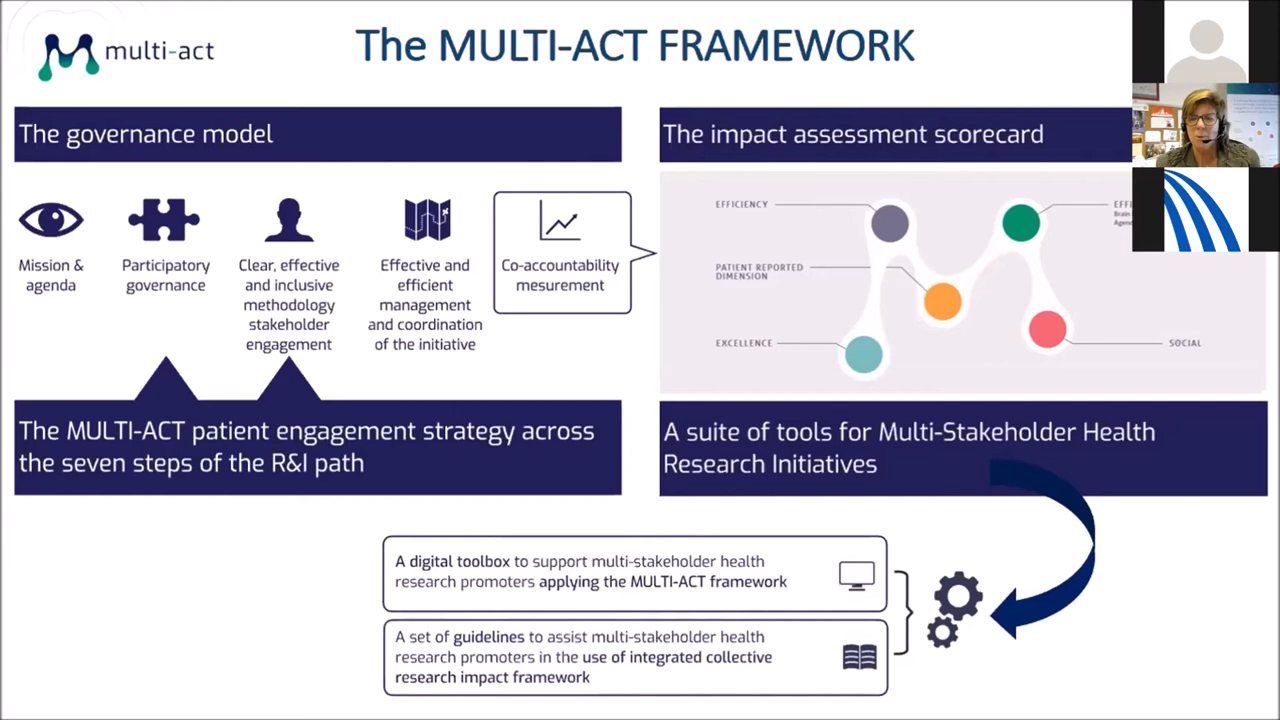 multi-act
The MULTI-ACT FRAMEWORK
The governance model
Mission &
agenda
Participatory
governance
Clear, effective
and inclusive
methodology
stakeholder
engagement
Effective and
efficient
management
and coordination
of the initiative
Co-accountability
mesurement
The impact assessment scorecard
EFFICIENCY
PATIENT REPORTED
DIMENSION
EXCELLENCE
EFFI
Brain
Agen
SOCIAL
The MULTI-ACT patient engagement strategy across
the seven steps of the R&I path
A suite of tools for Multi-Stakeholder Health
Research Initiatives
A digital toolbox to support multi-stakeholder health
research promoters applying the MULTI-ACT framework
A set of guidelines to assist multi-stakeholder health
research promoters in the use of integrated collective
research impact framework